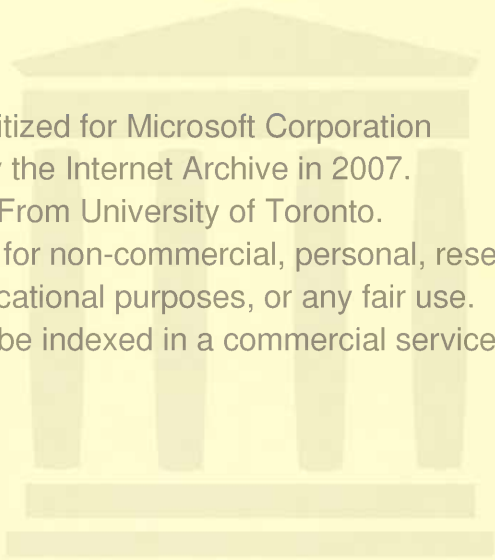 itized for Microsoft Corporation
the Internet Archive in 2007.
From University of Toronto.
for non-commercial, personal, rese
cational purposes, or any fair use.
be indexed in a commercial service